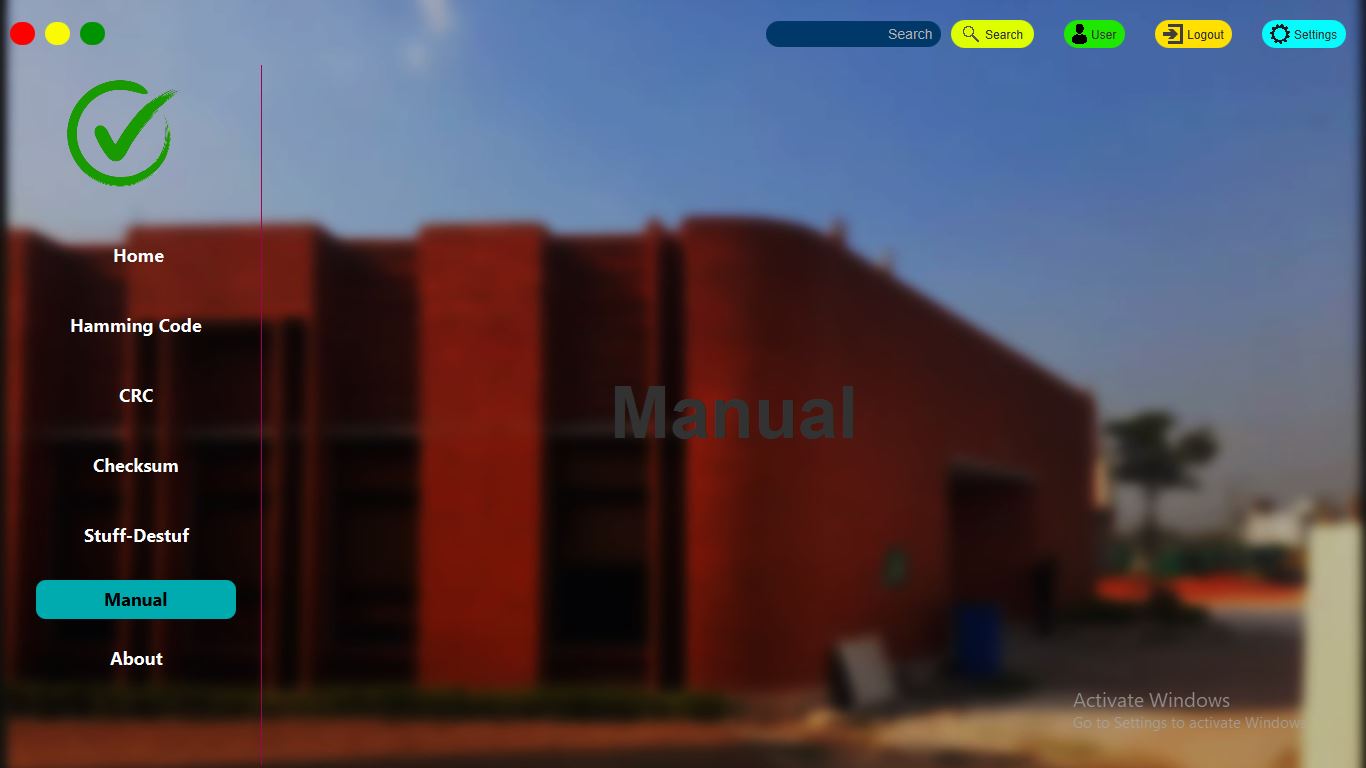 Search
Search
User
Logout
Settings
Home
Hamming Code
CRC
Checksum
Stuff-Destuf
Manual
About
Manual
Activate Windows
Go to Settings to activate Windows